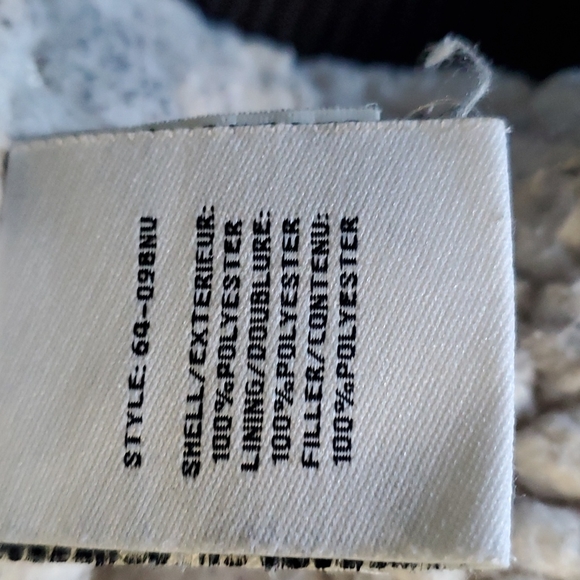 STYLE: 6Q-098NU
SHELL/EXTERIEUR:
100%POLYESTER
LINING/DOUBLURE:
100%POLYESTER
FILLER/CONTENU:
100%POLYESTER